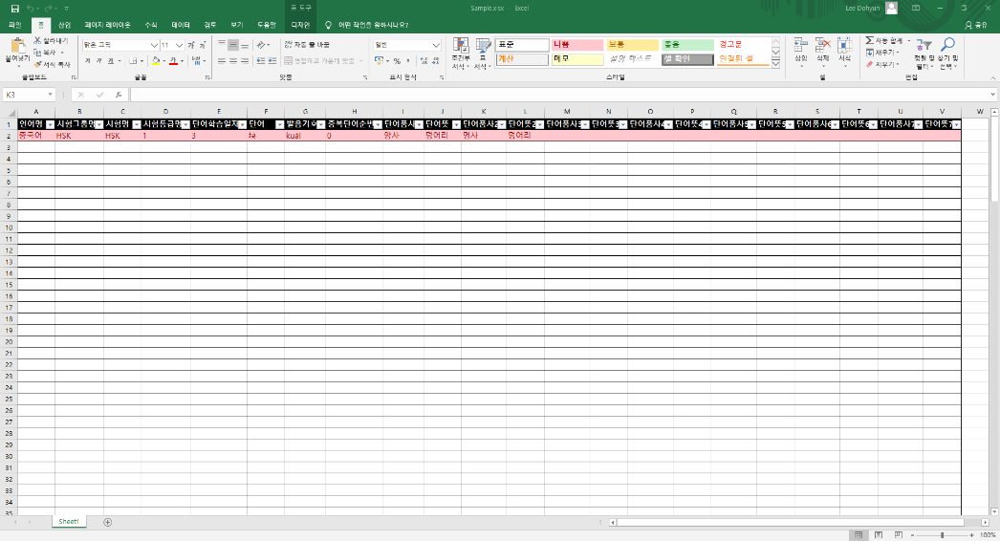 표 도구
Sample.xlsx - Excel
Lee Dohyun
파일 홈 삽입 페이지 레이아웃 수식 데이터 검토 보기 도움말 디자인 어떤 작업을 원하시나요? 공유
붙여넣기 잘라내기 복사 서식 복사
맑은 고딕 11 가 가 가
자동 줄 바꿈
병합하고 가운데 맞춤
일반
조건부 서식 표 서식
표준 나쁨 보통 좋음 경고문
계산 메모 설명 텍스트 셀 확인 연결된 셀
삽입 삭제 서식
자동 합계 채우기 지우기
정렬 및 필터 찾기 및 선택
클립보드 글꼴 맞춤 표시 형식 스타일 셀 편집
K3 fx
A B C D E F G H I J K L M N O P Q R S T U V W
1 언어명 시험그룹명 시험명 시험등급명 단어학습일자 단어 발음기호 중복단어순번 단어품사 단어뜻 단어품사2 단어뜻2 단어품사3 단어뜻3 단어품사4 단어뜻4 단어품사5 단어뜻5 단어품사6 단어뜻6 단어품사7 단어뜻7
2 중국어 HSK HSK 1 3 块 kuài 0 양사 덩어리 명사 덩어리
3
4
5
6
7
8
9
10
11
12
13
14
15
16
17
18
19
20
21
22
23
24
25
26
27
28
29
30
31
32
33
34
35
Sheet1
100%